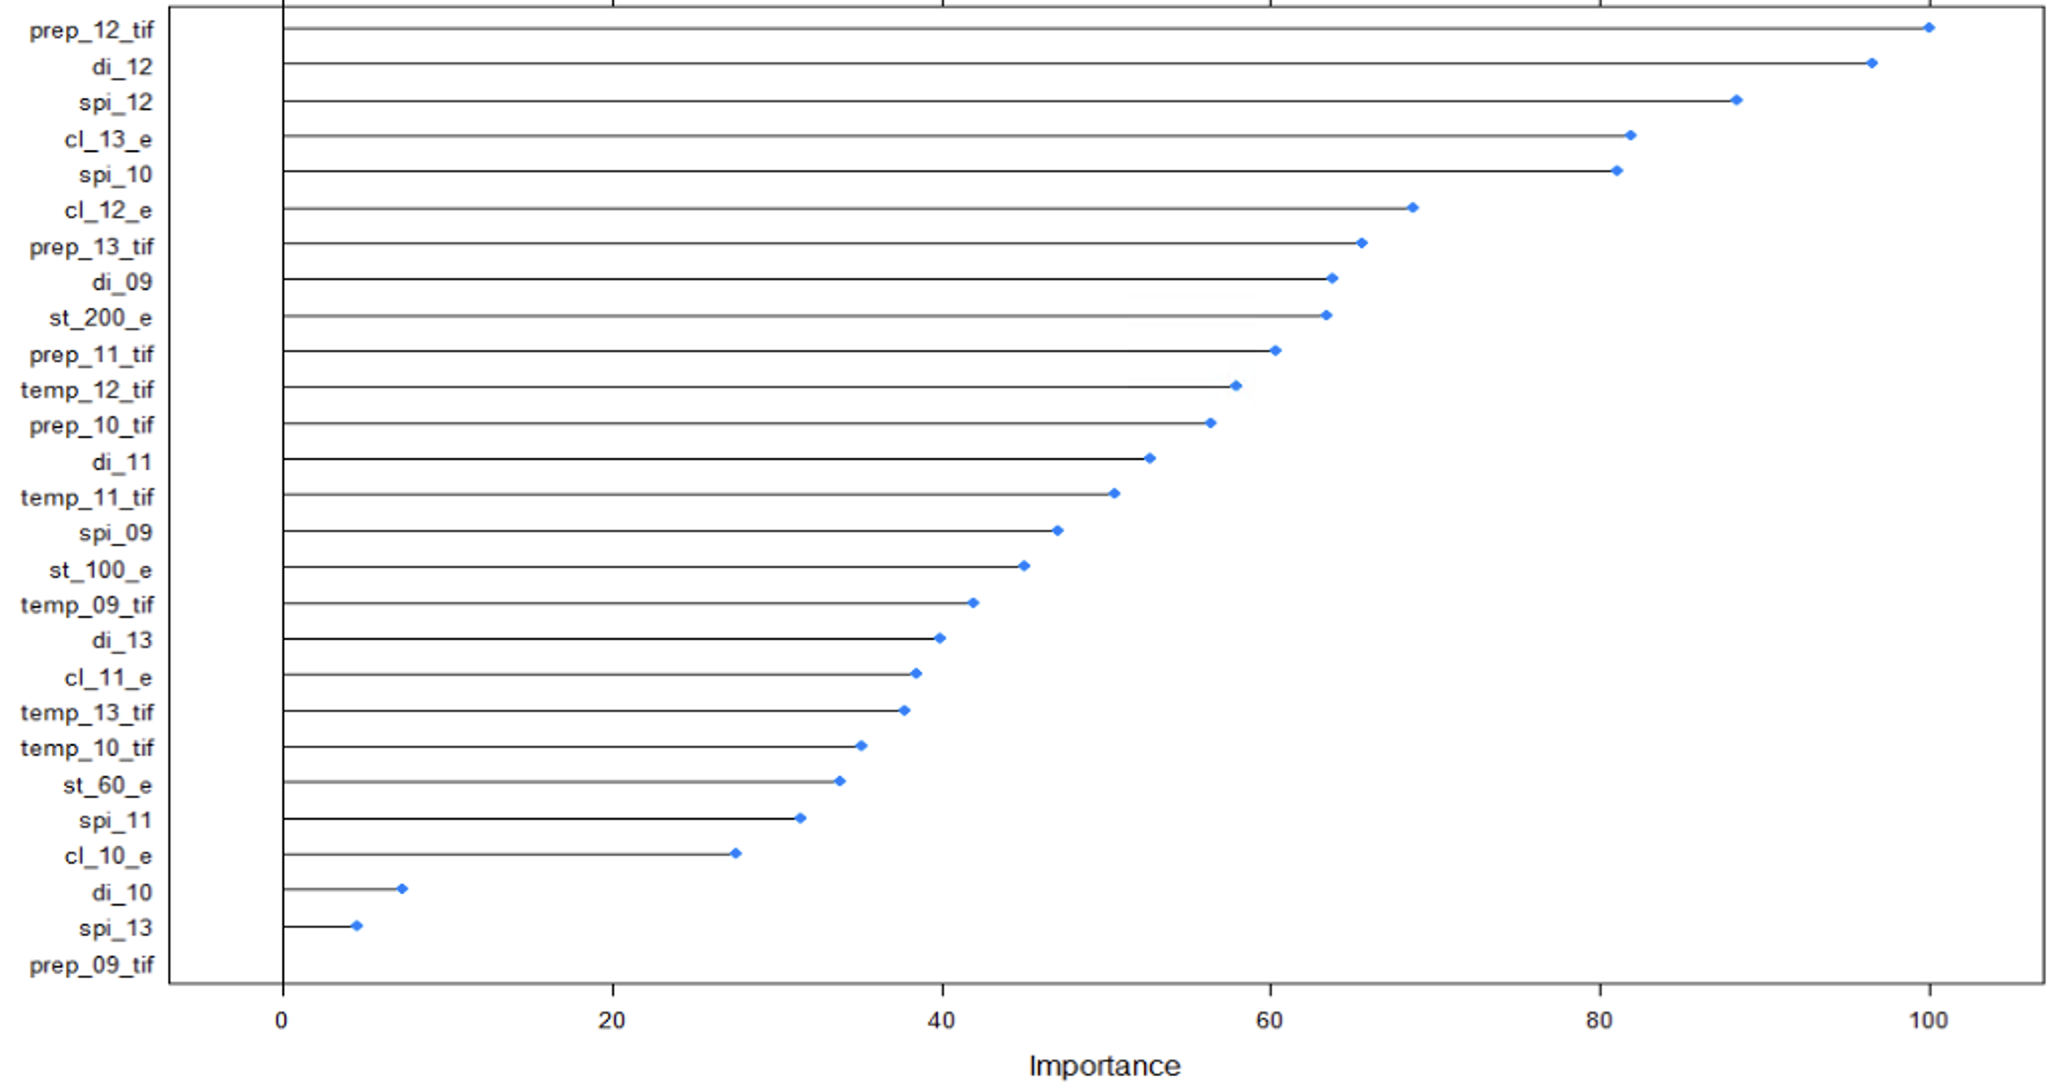 prep_12_tif
di_12
spi_12
cl_13_e
spi_10
cl_12_e
prep_13_tif
di_09
st_200_e
prep_11_tif
temp_12_tif
prep_10_tif
di_11
temp_11_tif
spi_09
st_100_e
temp_09_tif
di_13
cl_11_e
temp_13_tif
temp_10_tif
st_60_e
spi_11
cl_10_e
di_10
spi_13
prep_09_tif
0 20 40 60 80 100
Importance